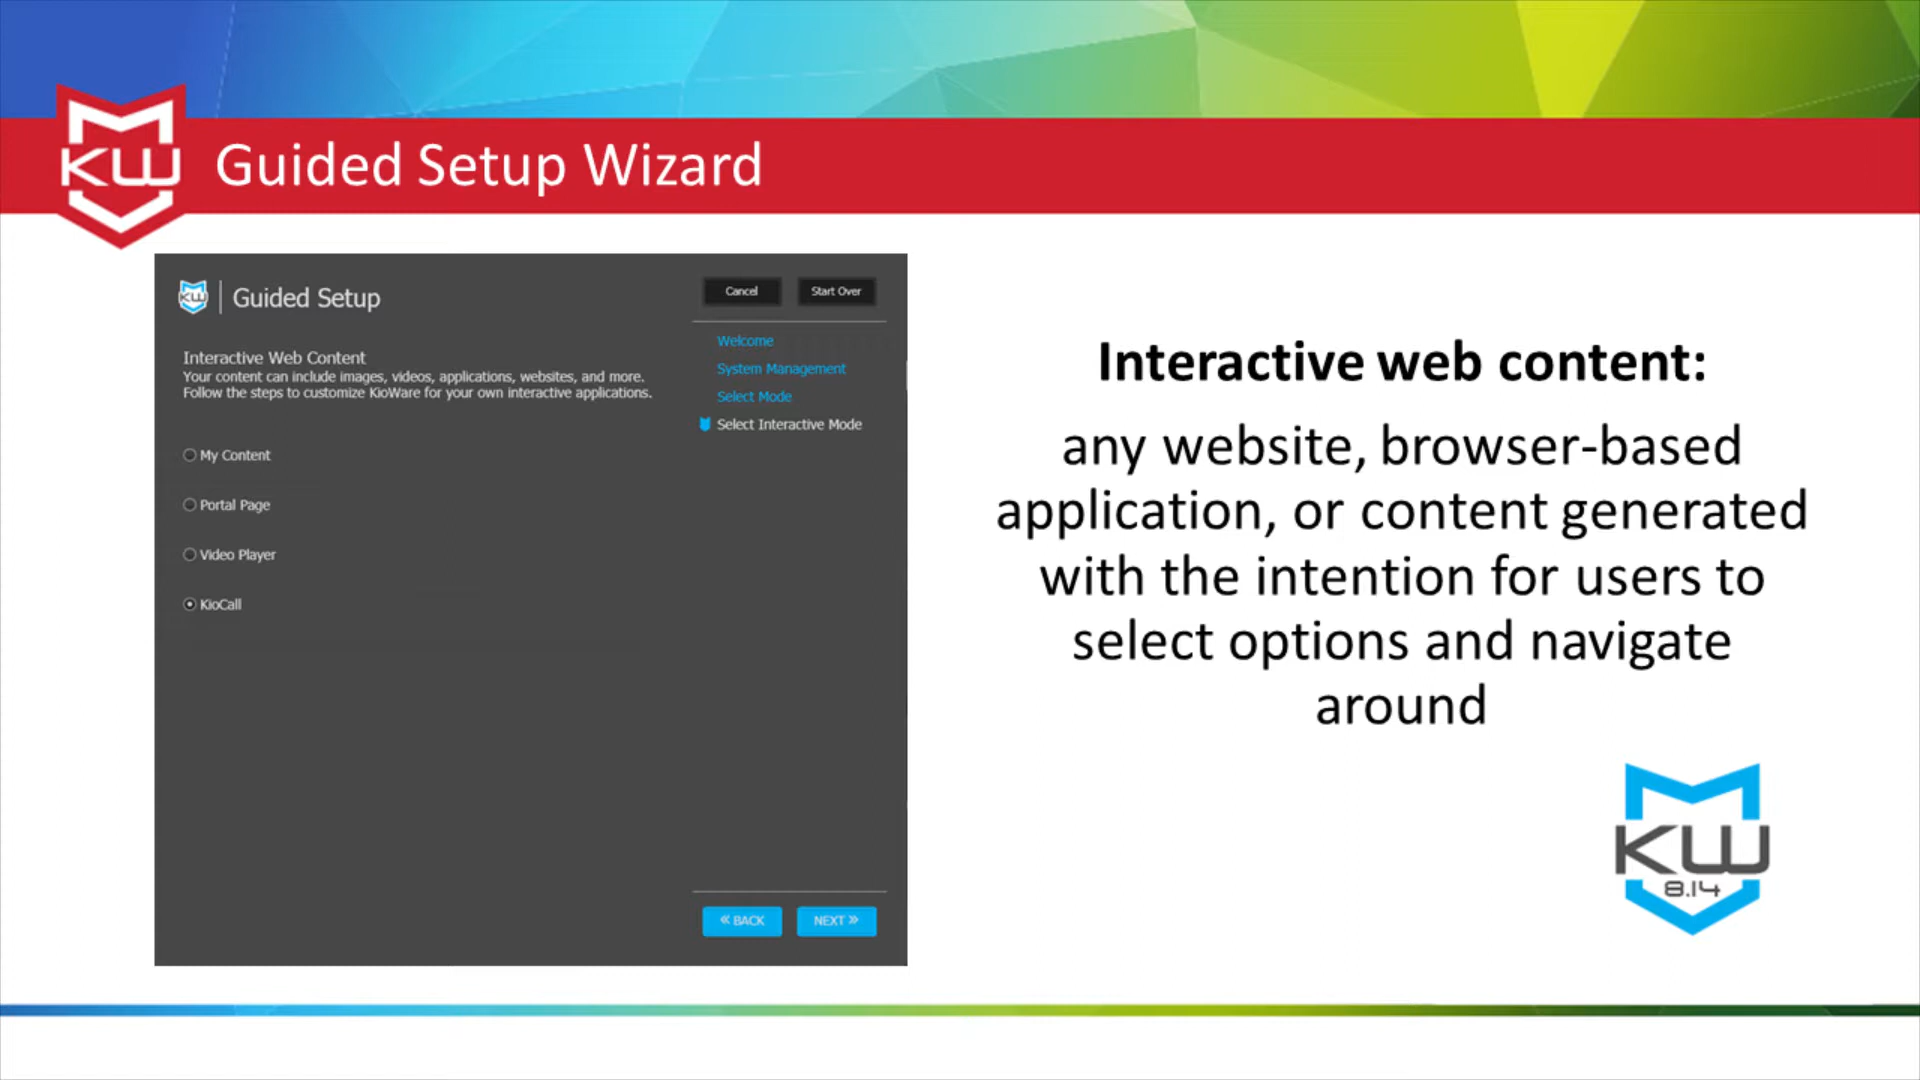 KW
Guided Setup Wizard
KW
Guided Setup
Cancel
Start Over
Interactive Web Content
Your content can include images, videos, applications, websites, and more.
Follow the steps to customize KioWare for your own interactive applications.
My Content
Portal Page
Video Player
KioCall
Welcome
System Management
Select Mode
Select Interactive Mode
« BACK
NEXT »
Interactive web content:
any website, browser-based
application, or content generated
with the intention for users to
select options and navigate
around
KW
8.14